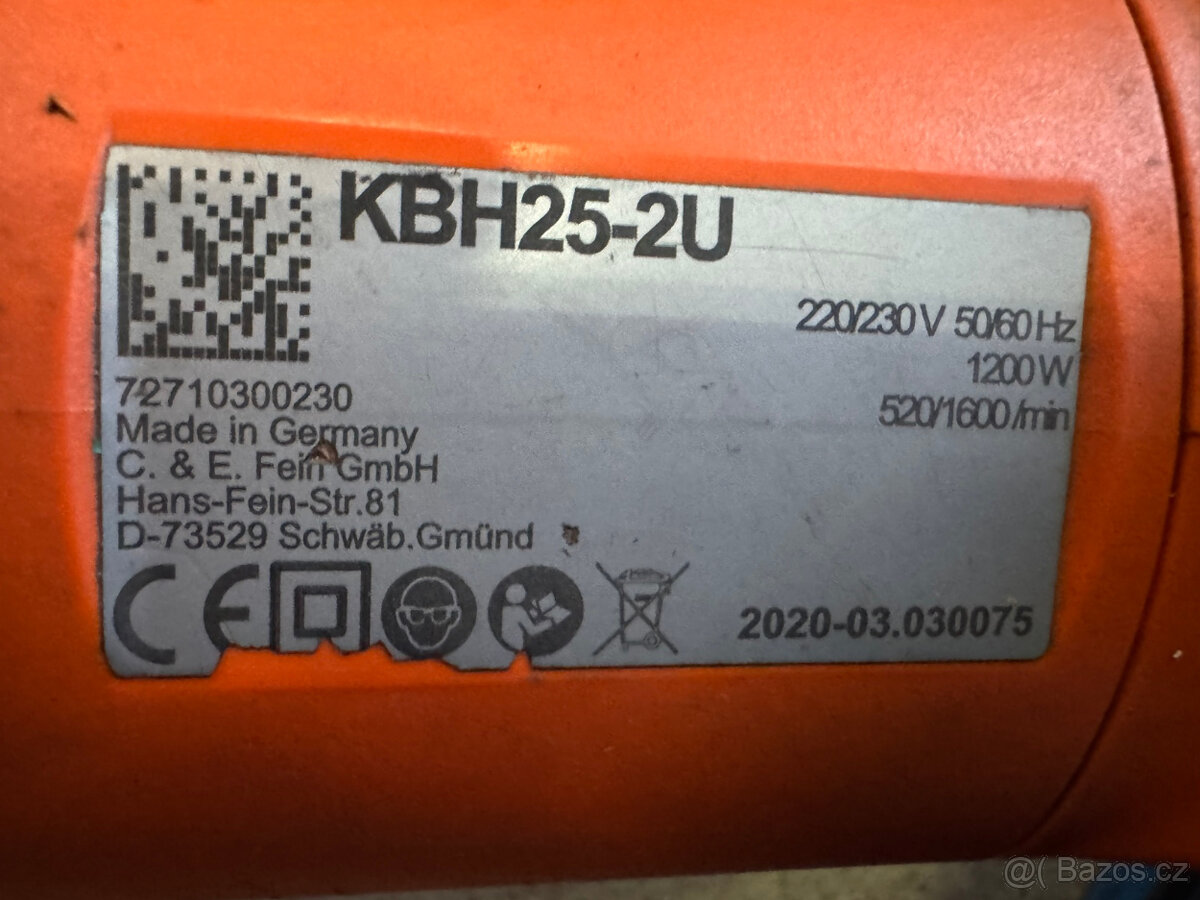 KBH25-2U
220/230 V 50/60 Hz
1200 W
520/1600 /min
72710300230
Made in Germany
C. & E. Fein GmbH
Hans-Fein-Str.81
D-73529 Schwäb.Gmünd
CE
2020-03.030075
@( Bazos.cz